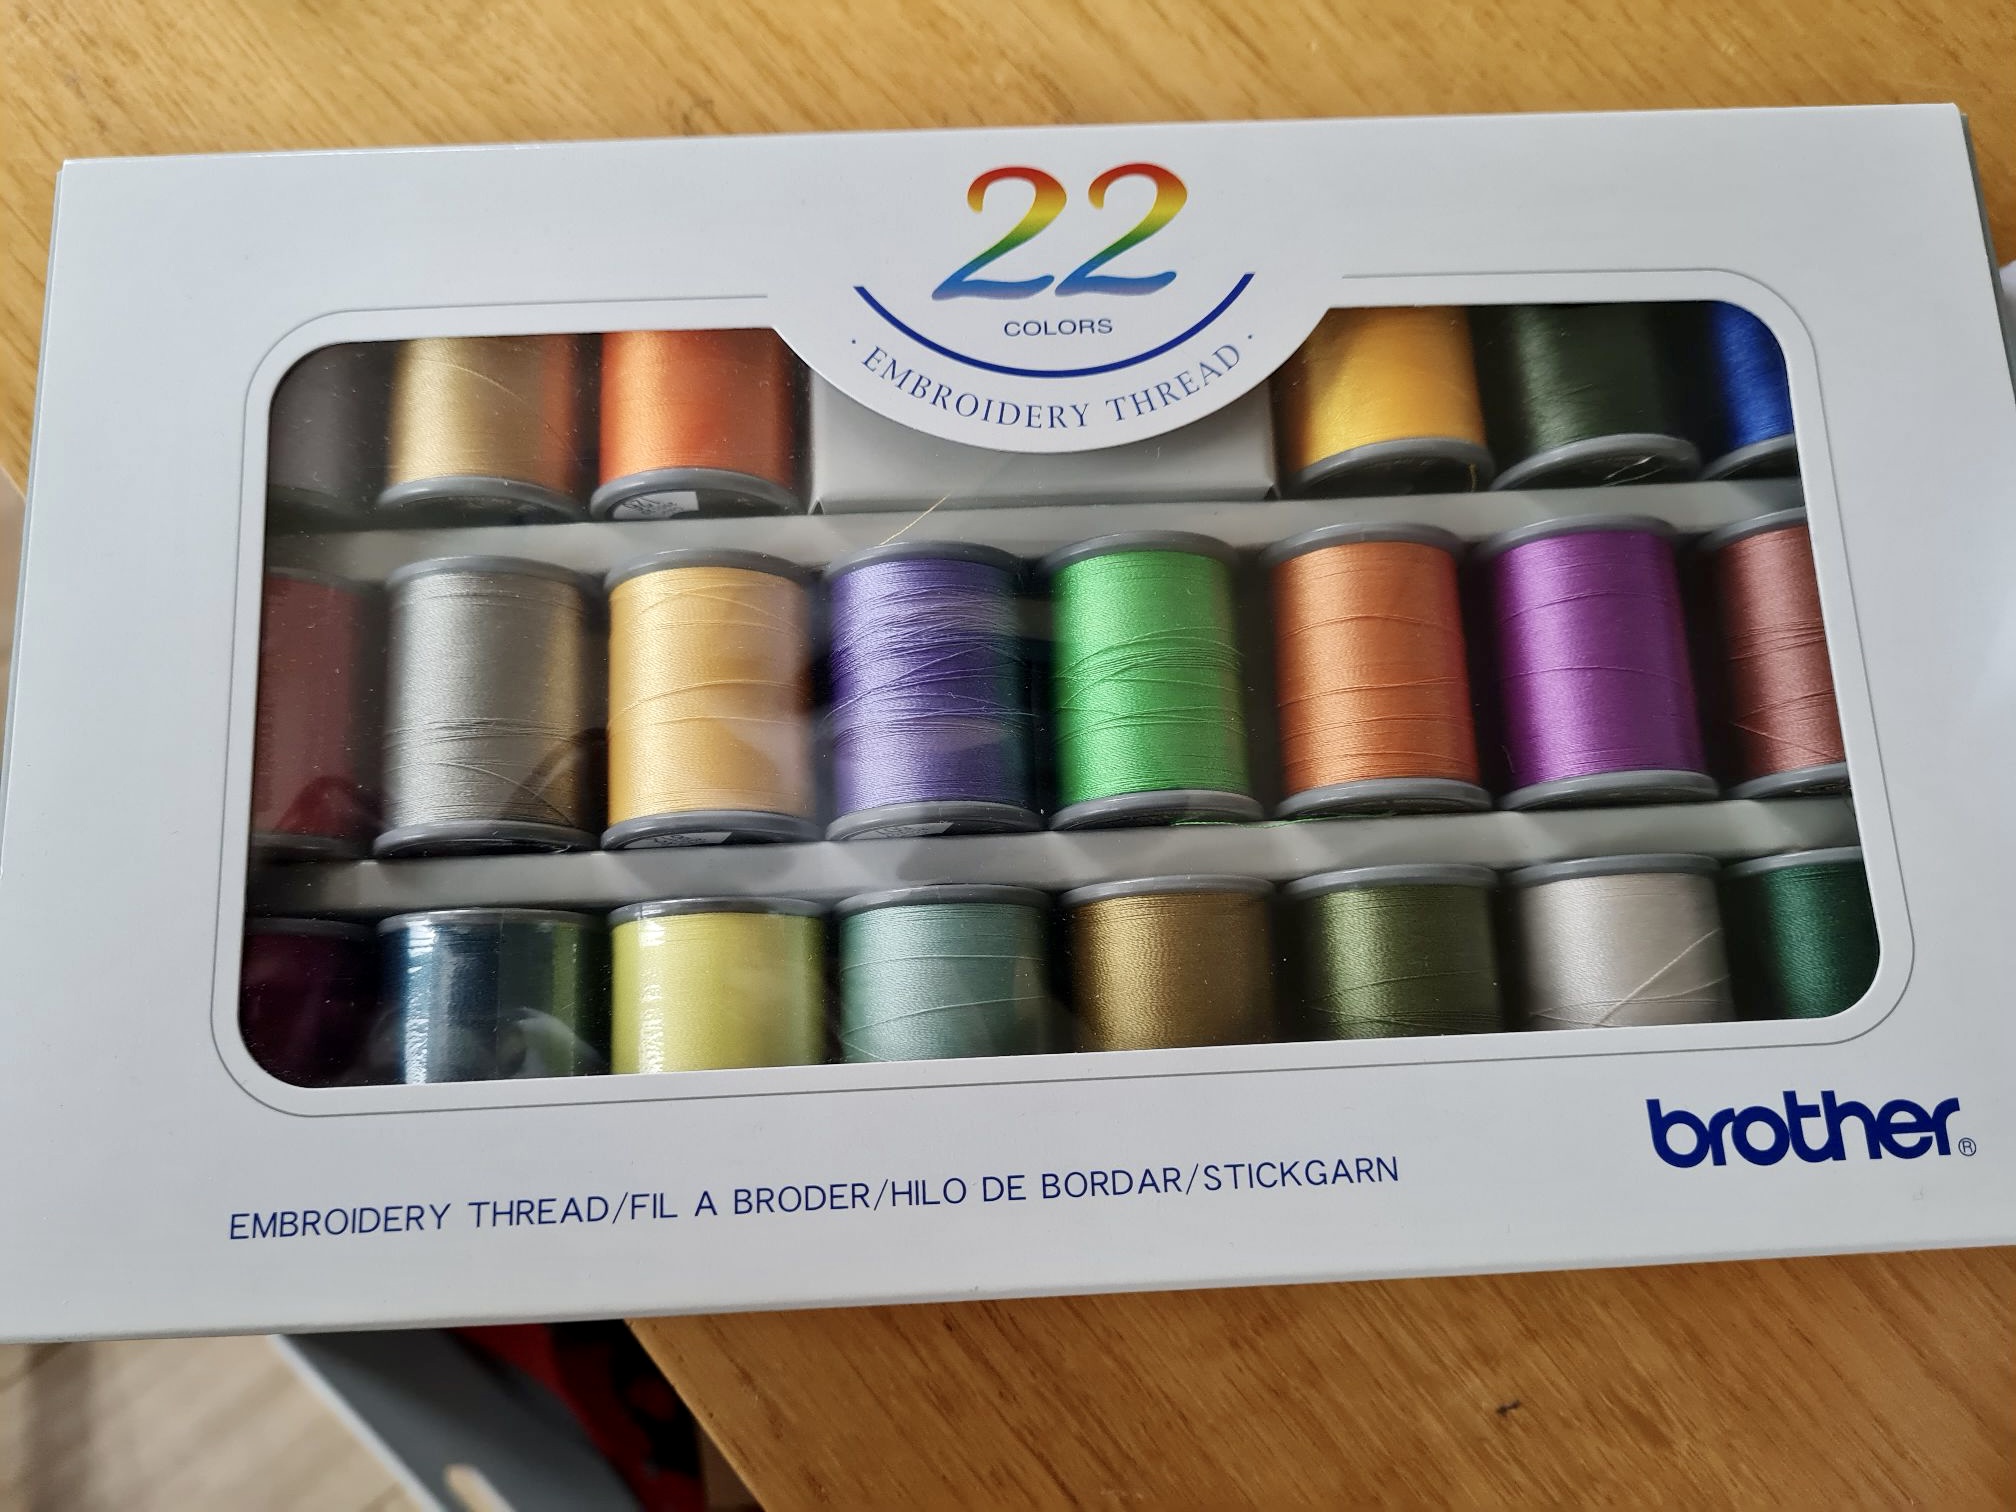 22
COLORS
· EMBROIDERY THREAD ·
brother®
EMBROIDERY THREAD/FIL A BRODER/HILO DE BORDAR/STICKGARN